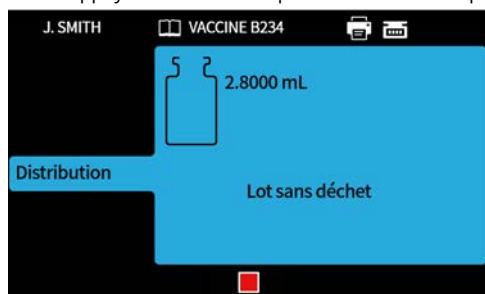 J. SMITH
VACCINE B234
2.8000 mL
Distribution
Lot sans déchet